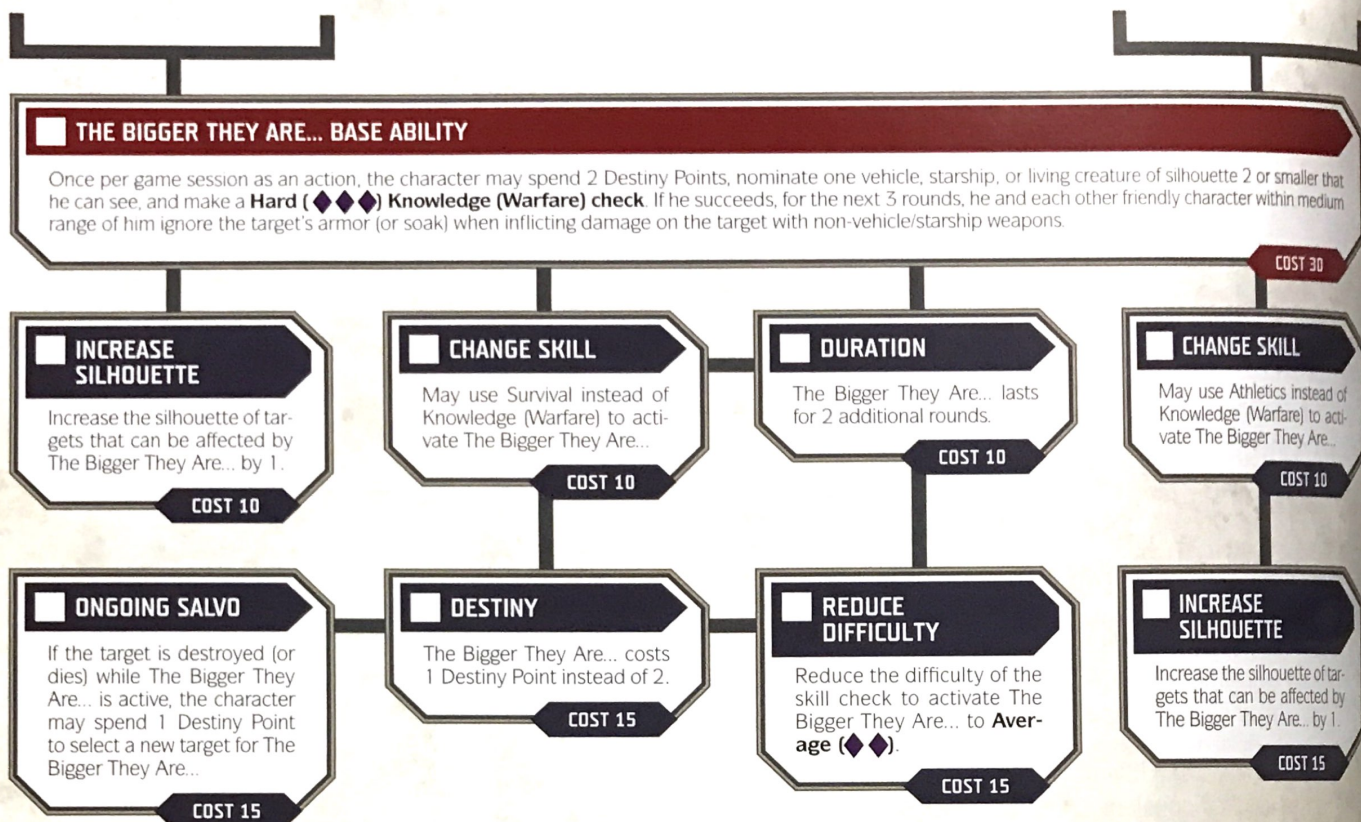 THE BIGGER THEY ARE... BASE ABILITY
Once per game session as an action, the character may spend 2 Destiny Points, nominate one vehicle, starship, or living creature of silhouette 2 or smaller that
he can see, and make a Hard (◆◆◆) Knowledge (Warfare) check. If he succeeds, for the next 3 rounds, he and each other friendly character within medium
range of him ignore the target's armor (or soak) when inflicting damage on the target with non-vehicle/starship weapons.
COST 30
INCREASE
SILHOUETTE
Increase the silhouette of tar-
gets that can be affected by
The Bigger They Are... by 1.
COST 10
CHANGE SKILL
May use Survival instead of
Knowledge (Warfare) to acti-
vate The Bigger They Are...
COST 10
DURATION
The Bigger They Are... lasts
for 2 additional rounds.
COST 10
CHANGE SKILL
May use Athletics instead of
Knowledge (Warfare) to acti-
vate The Bigger They Are...
COST 10
ONGOING SALVO
If the target is destroyed (or
dies) while The Bigger They
Are... is active, the character
may spend 1 Destiny Point
to select a new target for The
Bigger They Are...
COST 15
DESTINY
The Bigger They Are... costs
1 Destiny Point instead of 2.
COST 15
REDUCE
DIFFICULTY
Reduce the difficulty of the
skill check to activate The
Bigger They Are... to Aver-
age (◆◆).
COST 15
INCREASE
SILHOUETTE
Increase the silhouette of tar-
gets that can be affected by
The Bigger They Are... by 1.
COST 15